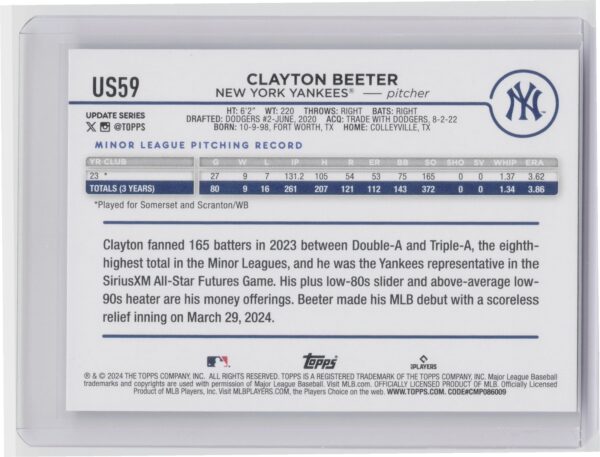 US59
CLAYTON BEETER
NEW YORK YANKEES® — pitcher
NY
UPDATE SERIES
@TOPPS
HT: 6'2" WT: 220 THROWS: RIGHT BATS: RIGHT
DRAFTED: DODGERS #2-JUNE, 2020 ACQ: TRADE WITH DODGERS, 8-2-22
BORN: 10-9-98, FORT WORTH, TX HOME: COLLEYVILLE, TX
MINOR LEAGUE PITCHING RECORD
YR CLUB G W L IP H R ER BB SO SHO SV WHIP ERA
23 * 27 9 7 131.2 105 54 53 75 165 0 0 1.37 3.62
TOTALS (3 YEARS) 80 9 16 261 207 121 112 143 372 0 0 1.34 3.86
*Played for Somerset and Scranton/WB
Clayton fanned 165 batters in 2023 between Double-A and Triple-A, the eighth-
highest total in the Minor Leagues, and he was the Yankees representative in the
SiriusXM All-Star Futures Game. His plus low-80s slider and above-average low-
90s heater are his money offerings. Beeter made his MLB debut with a scoreless
relief inning on March 29, 2024.
Topps
PLAYERS
® & © 2024 THE TOPPS COMPANY, INC. ALL RIGHTS RESERVED. TOPPS IS A REGISTERED TRADEMARK OF THE TOPPS COMPANY, INC. Major League Baseball
trademarks and copyrights are used with permission of Major League Baseball. Visit MLB.com. OFFICIALLY LICENSED PRODUCT OF MLB. Officially Licensed
Product of MLB Players, Inc. Visit MLBPLAYERS.COM, the Players Choice on the web. WWW.TOPPS.COM. CODE#CMP086009